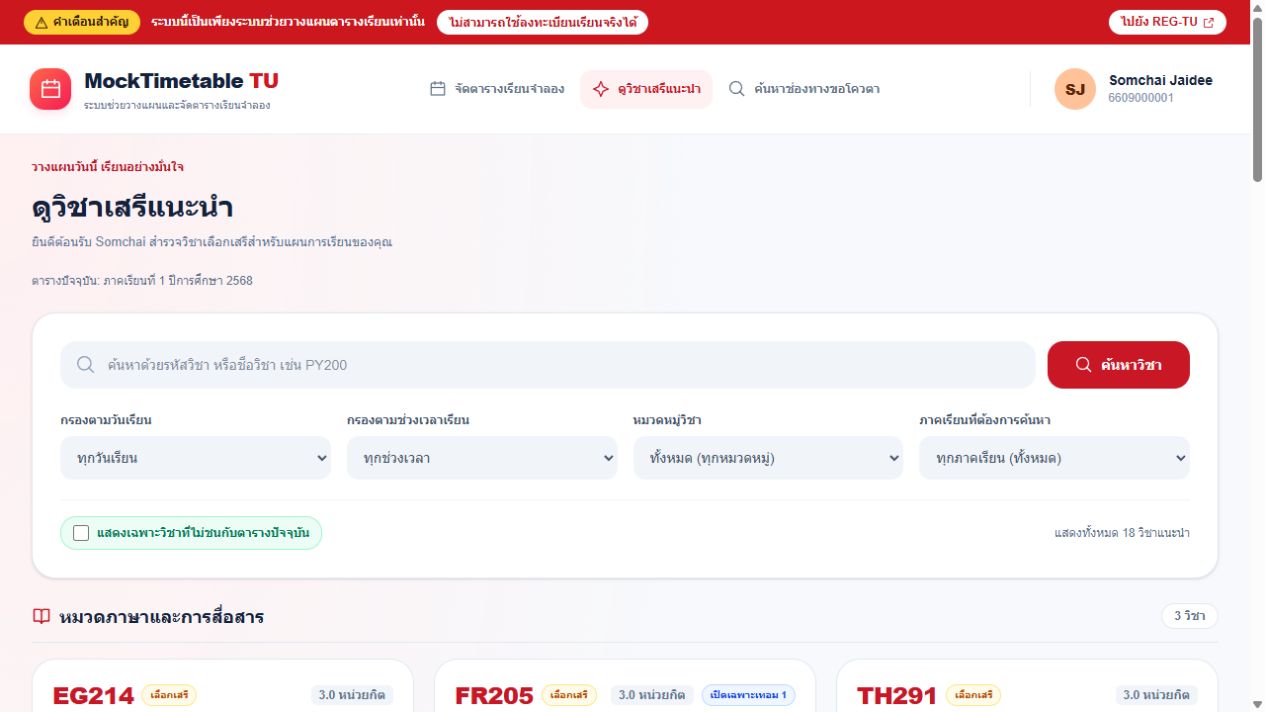 คำเตือนสำคัญ ระบบนี้เป็นเพียงระบบช่วยวางแผนตารางเรียนเท่านั้น ไม่สามารถใช้ลงทะเบียนเรียนจริงได้ ไปยัง REG-TU
MockTimetable TU
ระบบช่วยวางแผนและจัดตารางเรียนจำลอง
จัดตารางเรียนจำลอง ดูวิชาเสรีแนะนำ ค้นหาช่องทางขอโควตา
SJ Somchai Jaidee
6609000001
วางแผนวันนี้ เรียนอย่างมั่นใจ
ดูวิชาเสรีแนะนำ
ยินดีต้อนรับ Somchai สำรวจวิชาเลือกเสรีสำหรับแผนการเรียนของคุณ
ตารางปัจจุบัน: ภาคเรียนที่ 1 ปีการศึกษา 2568
ค้นหาด้วยรหัสวิชา หรือชื่อวิชา เช่น PY200 ค้นหาวิชา
กรองตามวันเรียน กรองตามช่วงเวลาเรียน หมวดหมู่วิชา ภาคเรียนที่ต้องการค้นหา
ทุกวันเรียน ทุกช่วงเวลา ทั้งหมด (ทุกหมวดหมู่) ทุกภาคเรียน (ทั้งหมด)
แสดงเฉพาะวิชาที่ไม่ชนกับตารางปัจจุบัน แสดงทั้งหมด 18 วิชาแนะนำ
หมวดภาษาและการสื่อสาร 3 วิชา
EG214 เลือกเสรี 3.0 หน่วยกิต FR205 เลือกเสรี 3.0 หน่วยกิต เปิดเฉพาะเทอม 1 TH291 เลือกเสรี 3.0 หน่วยกิต